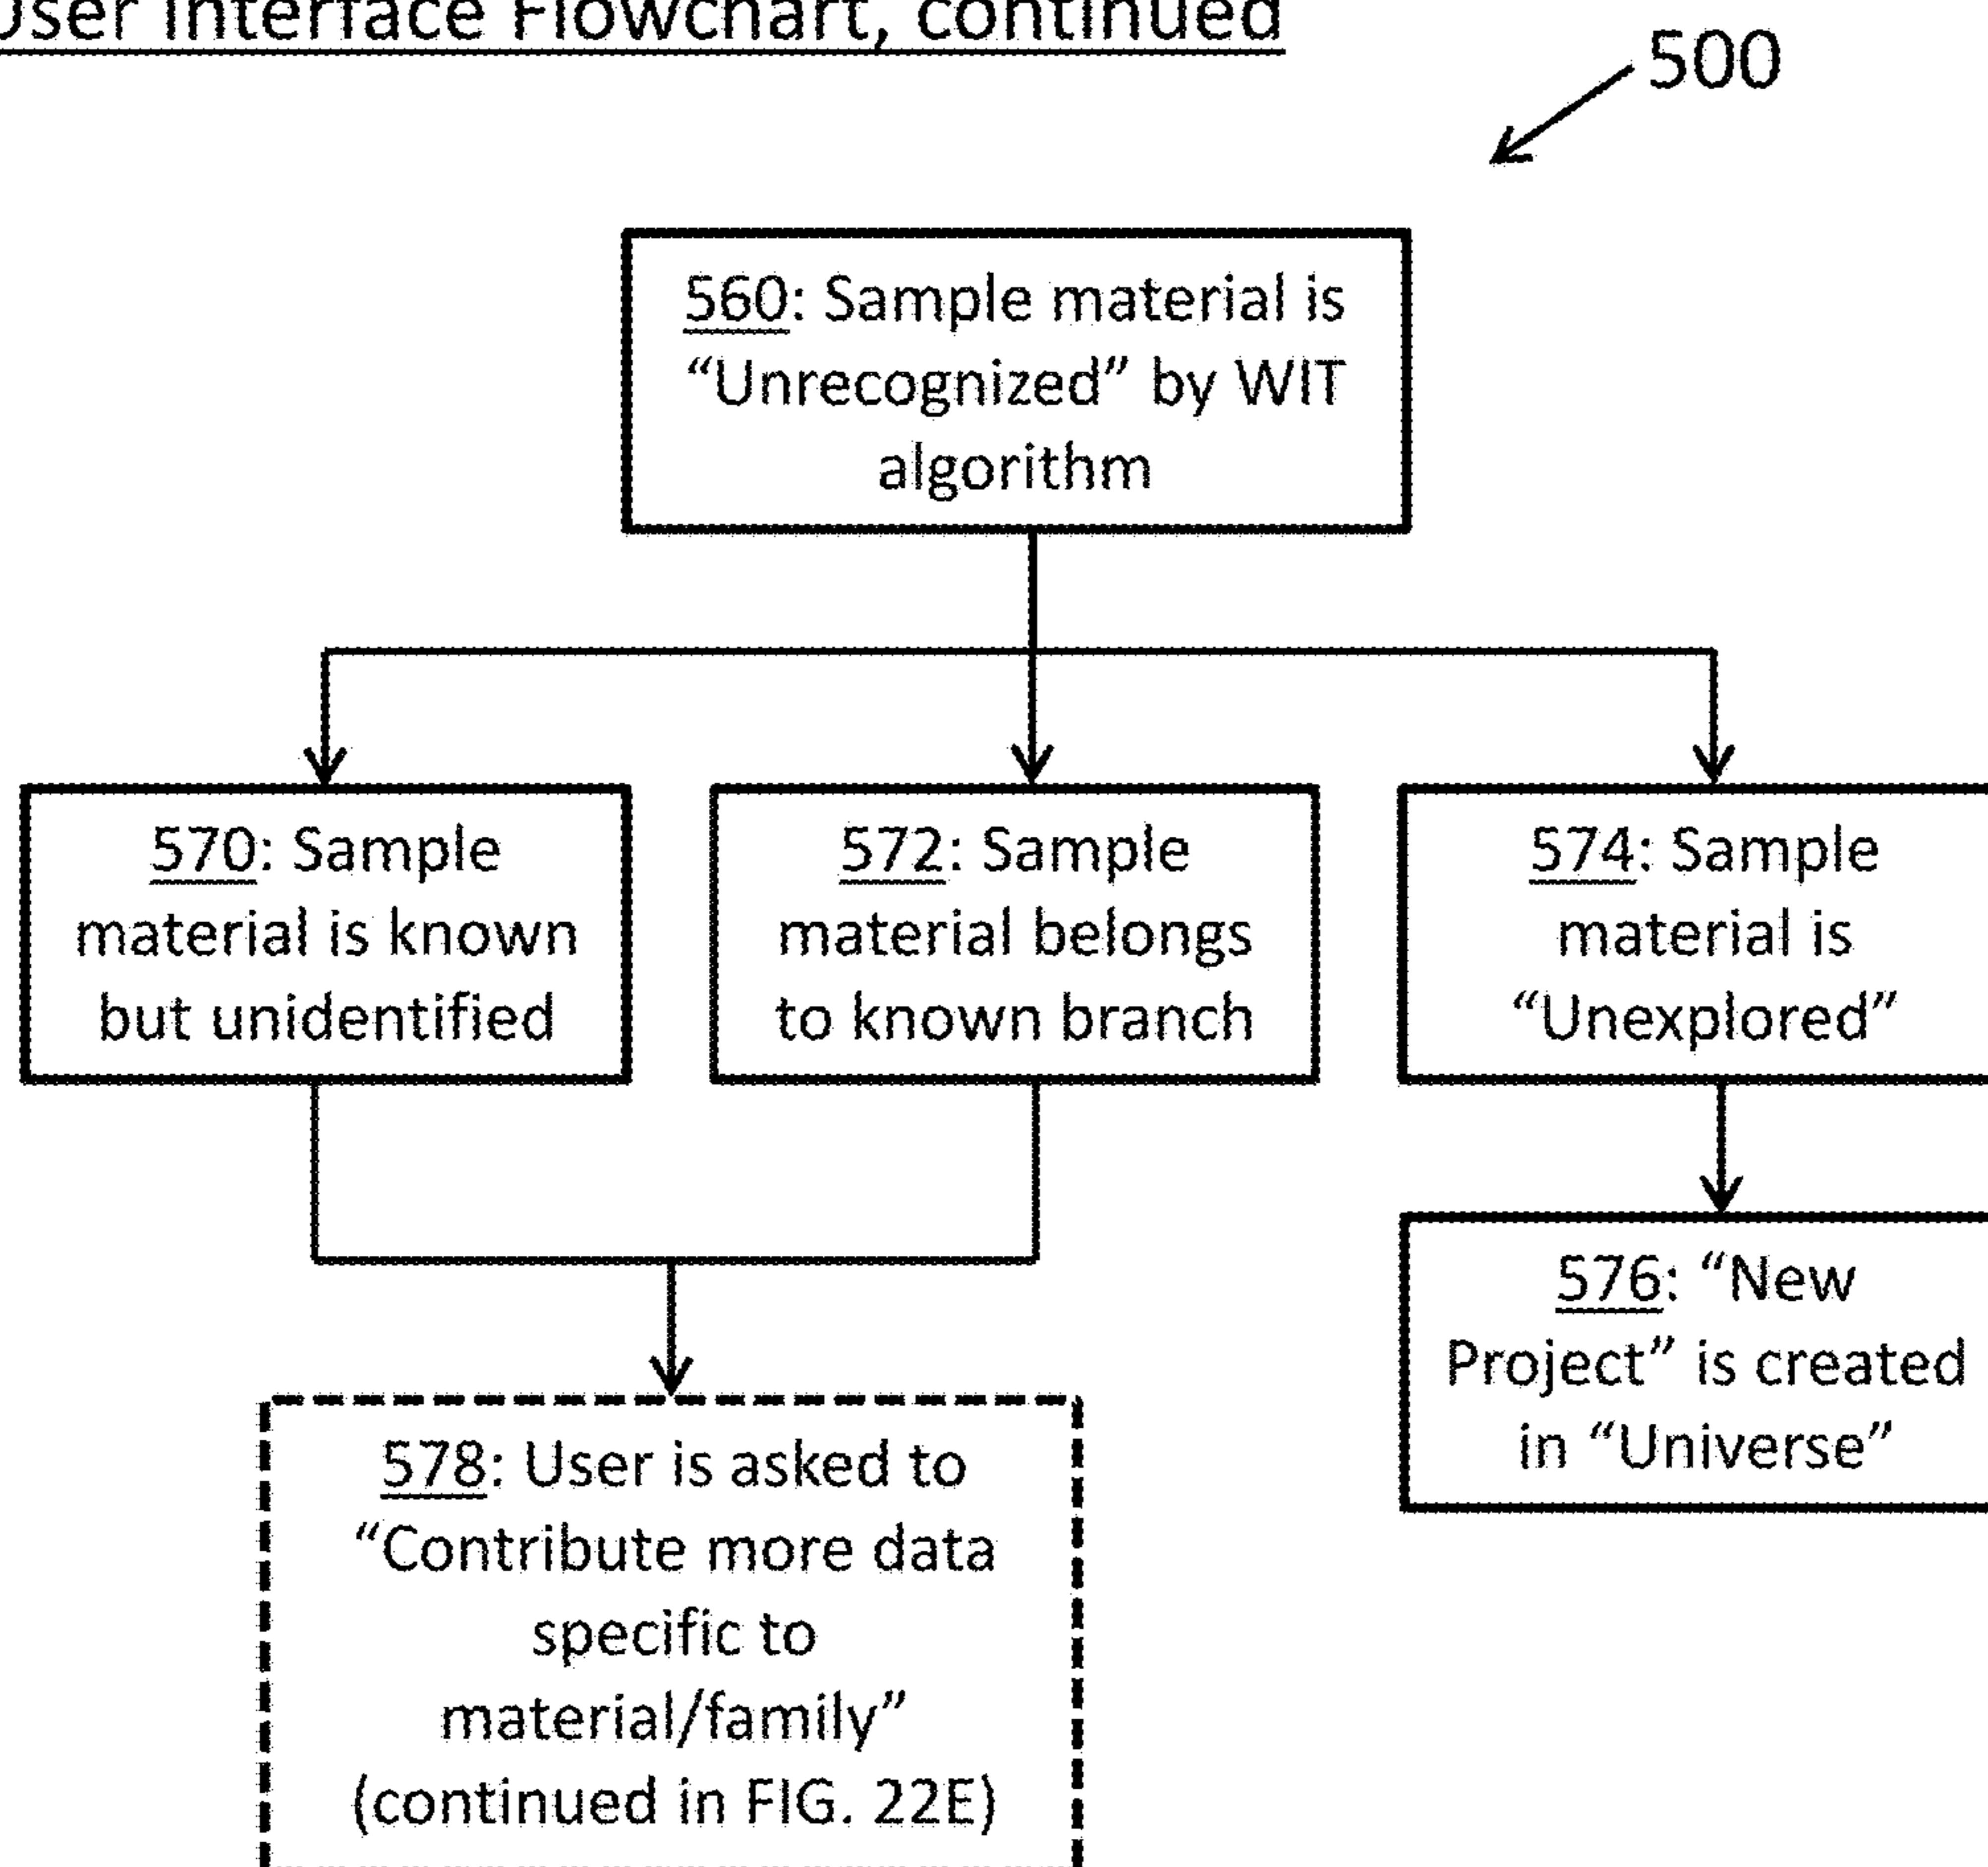 User Interface Flowchart, continued
500
560: Sample material is
“Unrecognized” by WIT
algorithm
570: Sample
material is known
but unidentified
572: Sample
material belongs
to known branch
574: Sample
material is
“Unexplored”
576: “New
Project” is created
in “Universe”
578: User is asked to
“Contribute more data
specific to
material/family”
(continued in FIG. 22E)